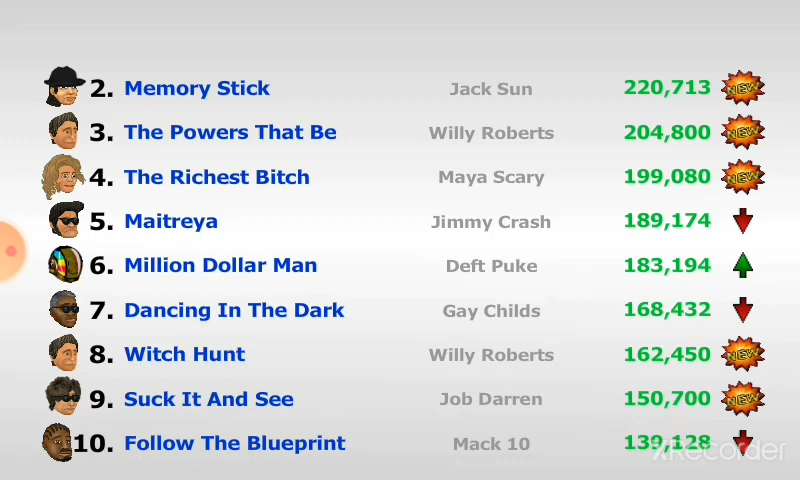 2. Memory Stick Jack Sun 220,713 NEW
3. The Powers That Be Willy Roberts 204,800 NEW
4. The Richest Bitch Maya Scary 199,080 NEW
5. Maitreya Jimmy Crash 189,174
6. Million Dollar Man Deft Puke 183,194
7. Dancing In The Dark Gay Childs 168,432
8. Witch Hunt Willy Roberts 162,450 NEW
9. Suck It And See Job Darren 150,700 NEW
10. Follow The Blueprint Mack 10 139,128
XRecorder